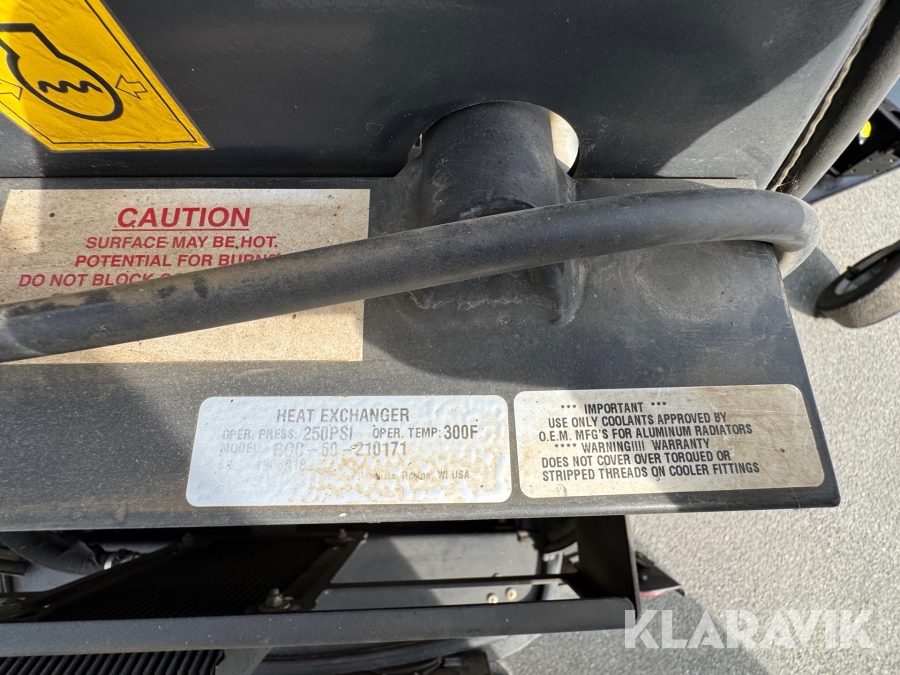 CAUTION
SURFACE MAY BE HOT.
POTENTIAL FOR BURNS
DO NOT BLOCK
HEAT EXCHANGER
OPER. PRESS. 250PSI OPER. TEMP: 300F
MODEL -210171
Racine, WI USA
*** IMPORTANT ***
USE ONLY COOLANTS APPROVED BY
O.E.M. MFG'S FOR ALUMINUM RADIATORS
**** WARNING!!!! WARRANTY
DOES NOT COVER OVER TORQUED OR
STRIPPED THREADS ON COOLER FITTINGS
KLARAVIK